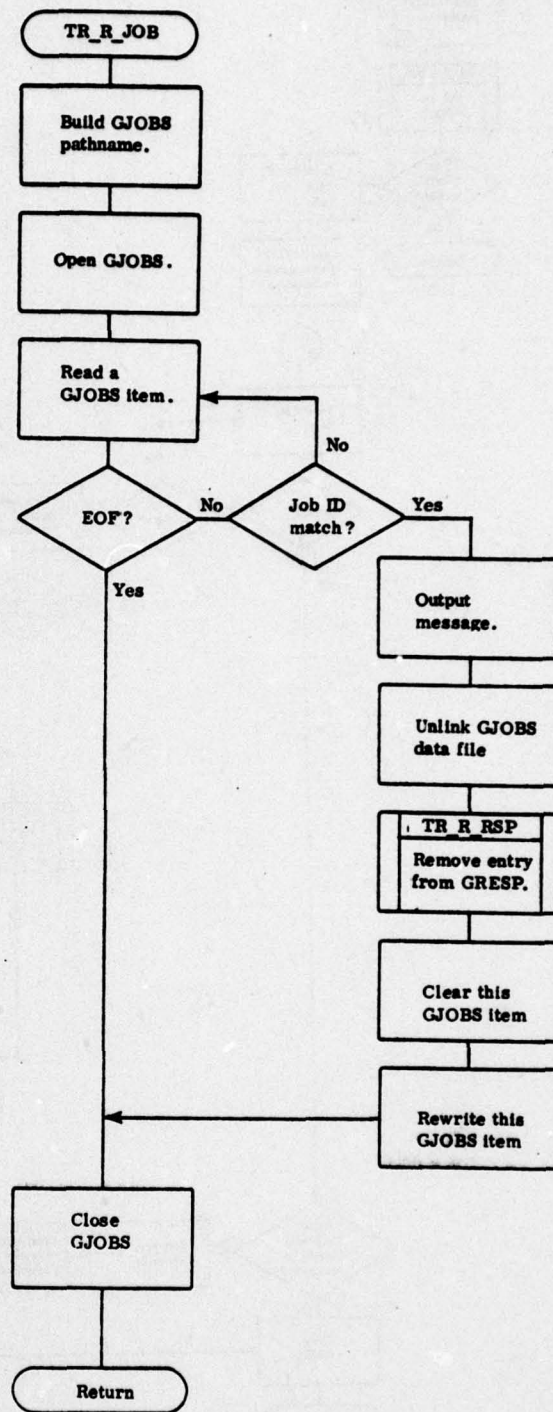 TR_R_JOB
Build GJOBS
pathname.
Open GJOBS.
Read a
GJOBS item.
No
EOF?
No
Job ID
match?
Yes
Yes
Output
message.
Unlink GJOBS
data file
TR_R_RSP
Remove entry
from GRESP.
Clear this
GJOBS item
Rewrite this
GJOBS item
Close
GJOBS
Return